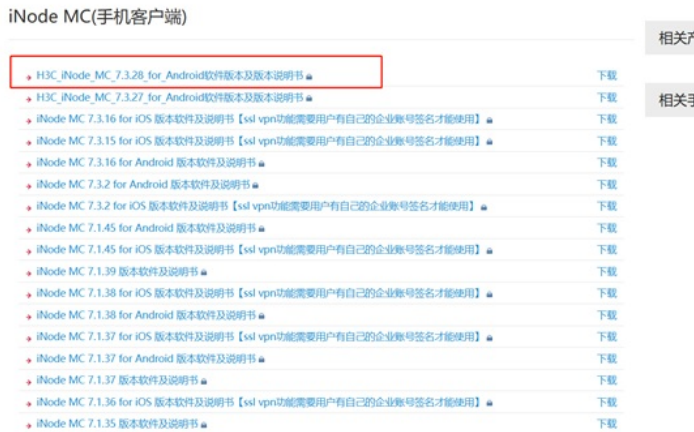 iNode MC(手机客户端)
相关产
H3C_iNode_MC_7.3.28_for_Android软件版本及版本说明书 下载
H3C_iNode_MC_7.3.27_for_Android软件版本及版本说明书 下载
相关手
iNode MC 7.3.16 for iOS 版本软件及说明书【ssl vpn功能需要用户有自己的企业账号签名才能使用】 下载
iNode MC 7.3.15 for iOS 版本软件及说明书【ssl vpn功能需要用户有自己的企业账号签名才能使用】 下载
iNode MC 7.3.16 for Android 版本软件及说明书 下载
iNode MC 7.3.2 for Android 版本软件及说明书 下载
iNode MC 7.3.2 for iOS 版本软件及说明书【ssl vpn功能需要用户有自己的企业账号签名才能使用】 下载
iNode MC 7.1.45 for Android 版本软件及说明书 下载
iNode MC 7.1.45 for iOS 版本软件及说明书【ssl vpn功能需要用户有自己的企业账号签名才能使用】 下载
iNode MC 7.1.39 版本软件及说明书 下载
iNode MC 7.1.38 for iOS 版本软件及说明书【ssl vpn功能需要用户有自己的企业账号签名才能使用】 下载
iNode MC 7.1.38 for Android 版本软件及说明书 下载
iNode MC 7.1.37 for iOS 版本软件及说明书【ssl vpn功能需要用户有自己的企业账号签名才能使用】 下载
iNode MC 7.1.37 for Android 版本软件及说明书 下载
iNode MC 7.1.37 版本软件及说明书 下载
iNode MC 7.1.36 for iOS 版本软件及说明书【ssl vpn功能需要用户有自己的企业账号签名才能使用】 下载
iNode MC 7.1.35 版本软件及说明书 下载